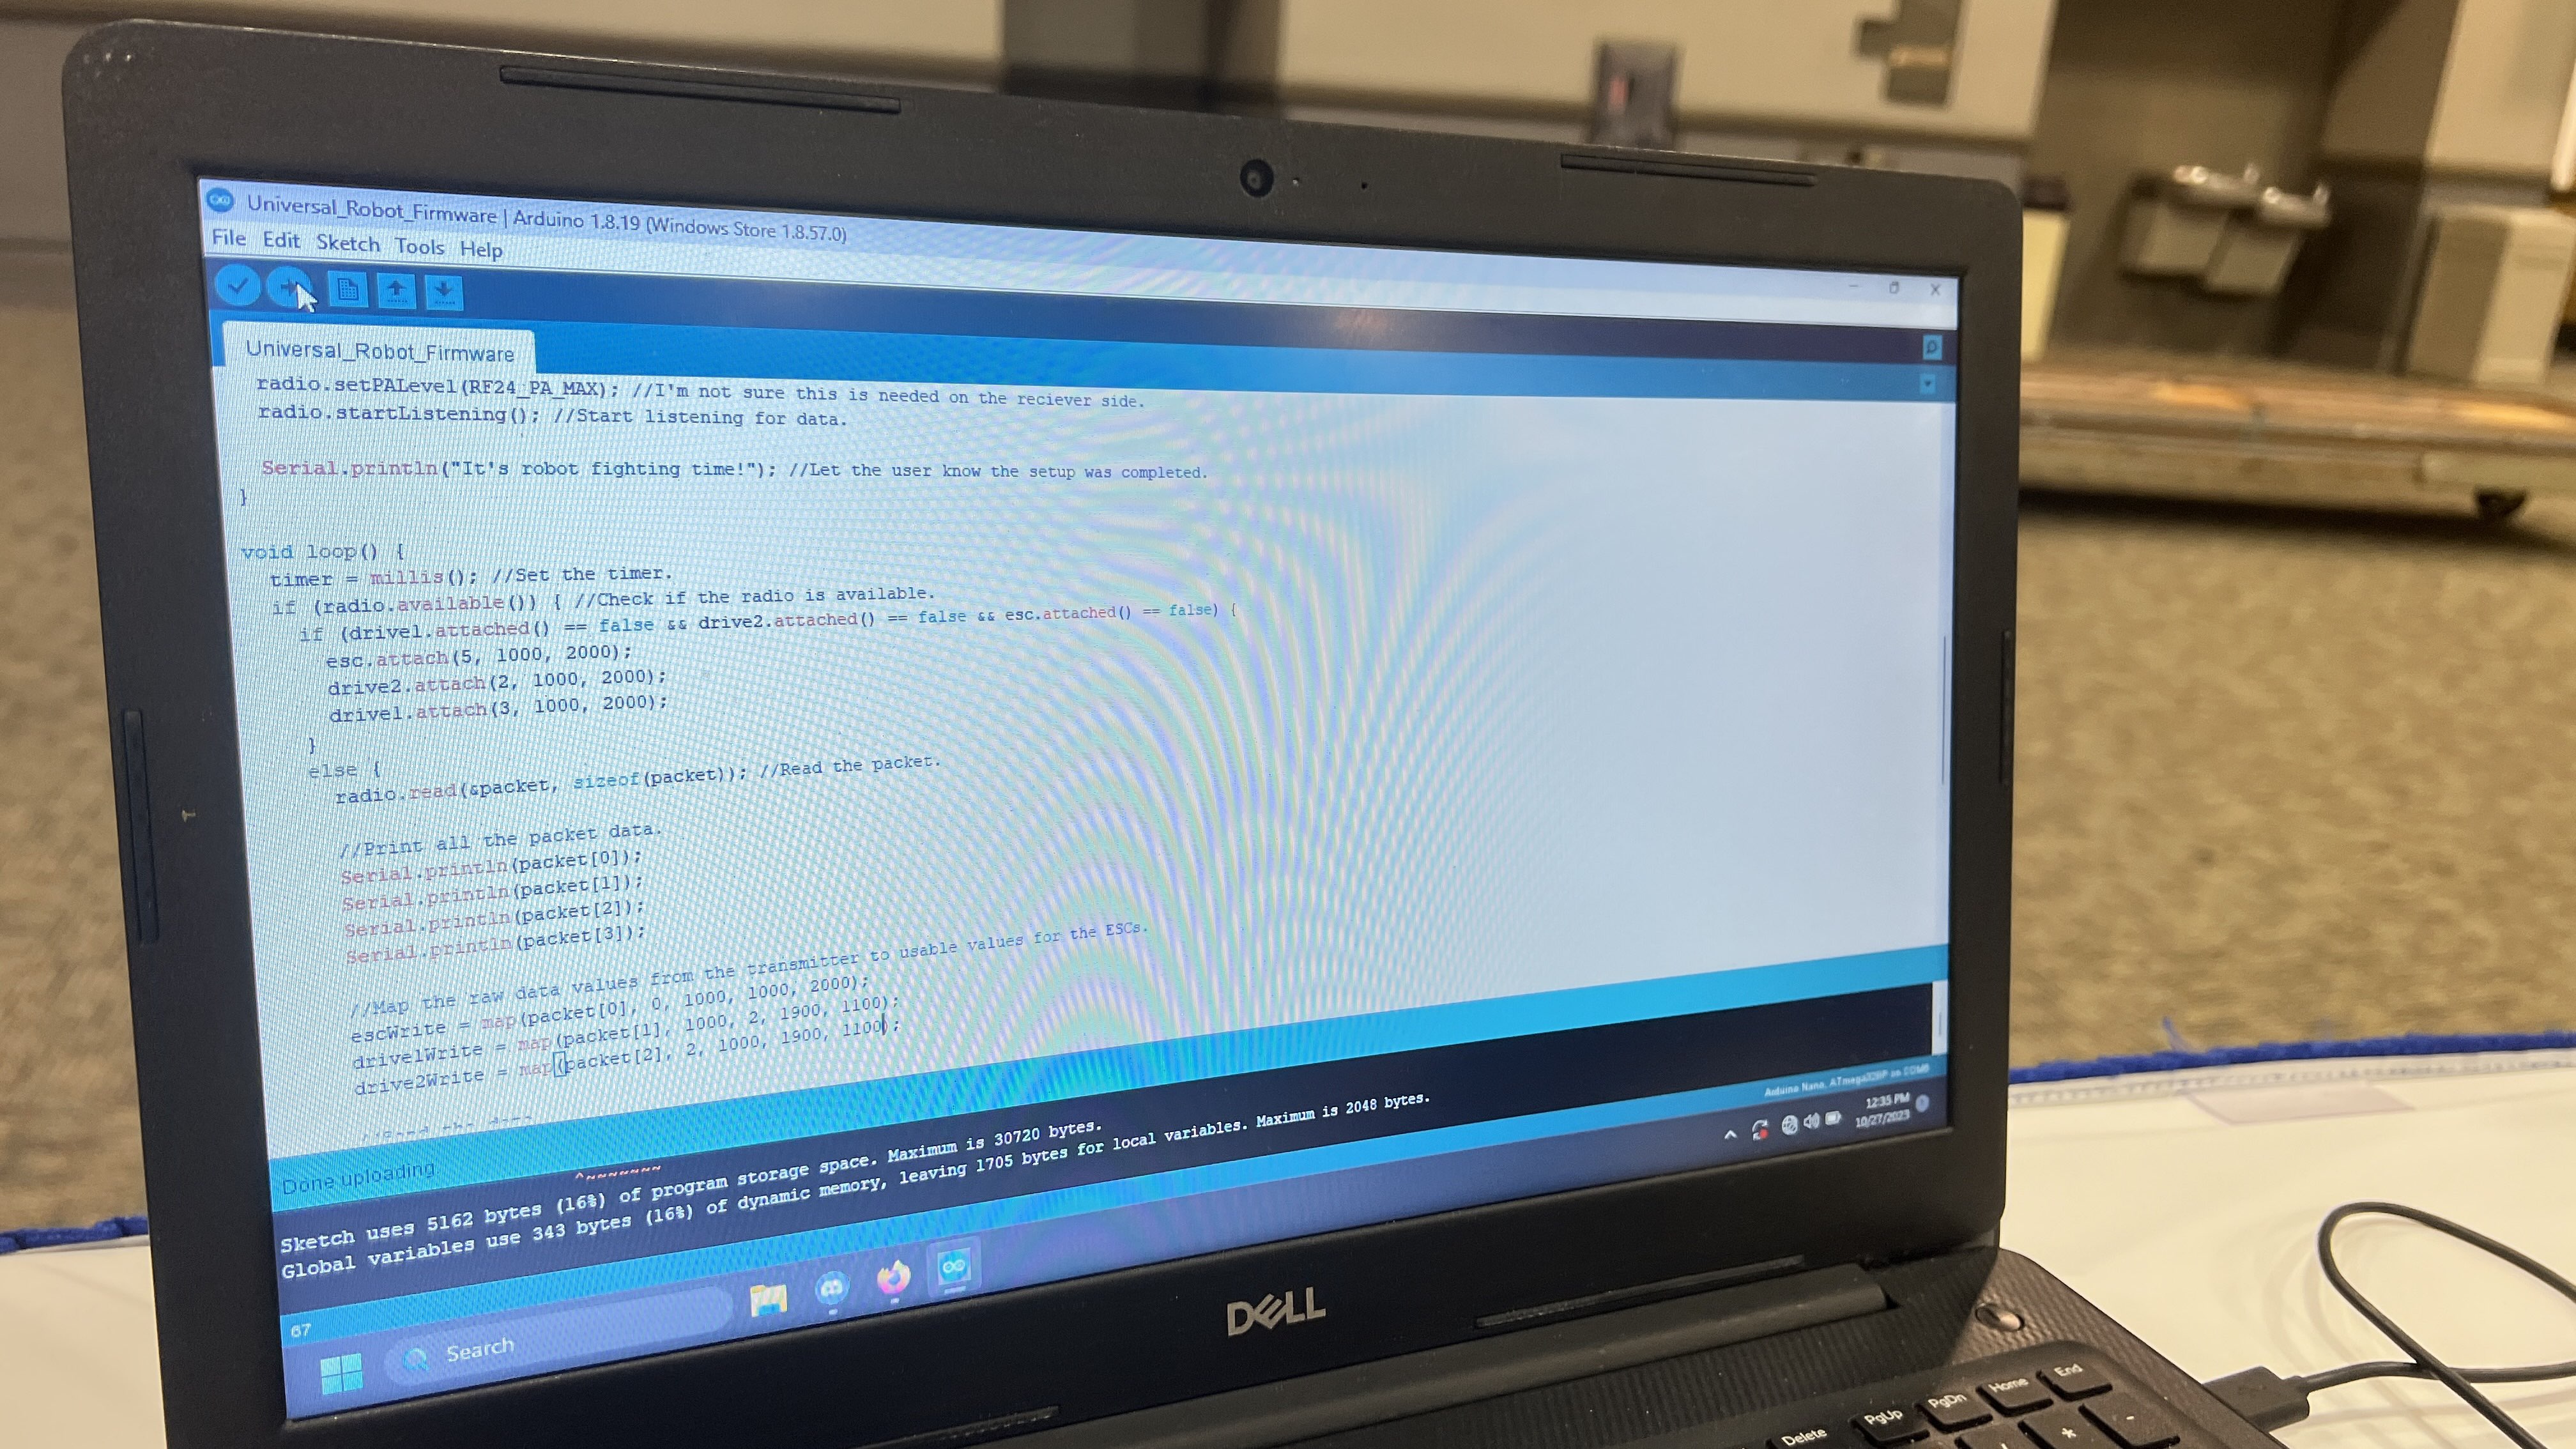 Universal_Robot_Firmware | Arduino 1.8.19 (Windows Store 1.8.57.0)
File Edit Sketch Tools Help
Universal_Robot_Firmware
radio.setPALevel(RF24_PA_MAX); //I'm not sure this is needed on the reciever side.
radio.startListening(); //Start listening for data.
Serial.println("It's robot fighting time!"); //Let the user know the setup was completed.
}
void loop() {
timer = millis(); //Set the timer.
if (radio.available()) { //Check if the radio is available.
if (drive1.attached() == false && drive2.attached() == false && esc.attached() == false) {
esc.attach(5, 1000, 2000);
drive2.attach(2, 1000, 2000);
drive1.attach(3, 1000, 2000);
}
else {
radio.read(&packet, sizeof(packet)); //Read the packet.
//Print all the packet data.
Serial.println(packet[0]);
Serial.println(packet[1]);
Serial.println(packet[2]);
Serial.println(packet[3]);
//Map the raw data values from the transmitter to usable values for the ESCs.
escWrite = map(packet[0], 0, 1000, 1000, 2000);
drive1Write = map(packet[1], 1000, 2, 1900, 1100);
drive2Write = map(packet[2], 2, 1000, 1900, 1100);
Done uploading
^~~~~~~~
Sketch uses 5162 bytes (16%) of program storage space. Maximum is 30720 bytes.
Global variables use 343 bytes (16%) of dynamic memory, leaving 1705 bytes for local variables. Maximum is 2048 bytes.
67
Arduino Nano, ATmega328P on
Search
12:35 PM
10/27/2023
DELL
Delete PgUp PgDn Home End
* -